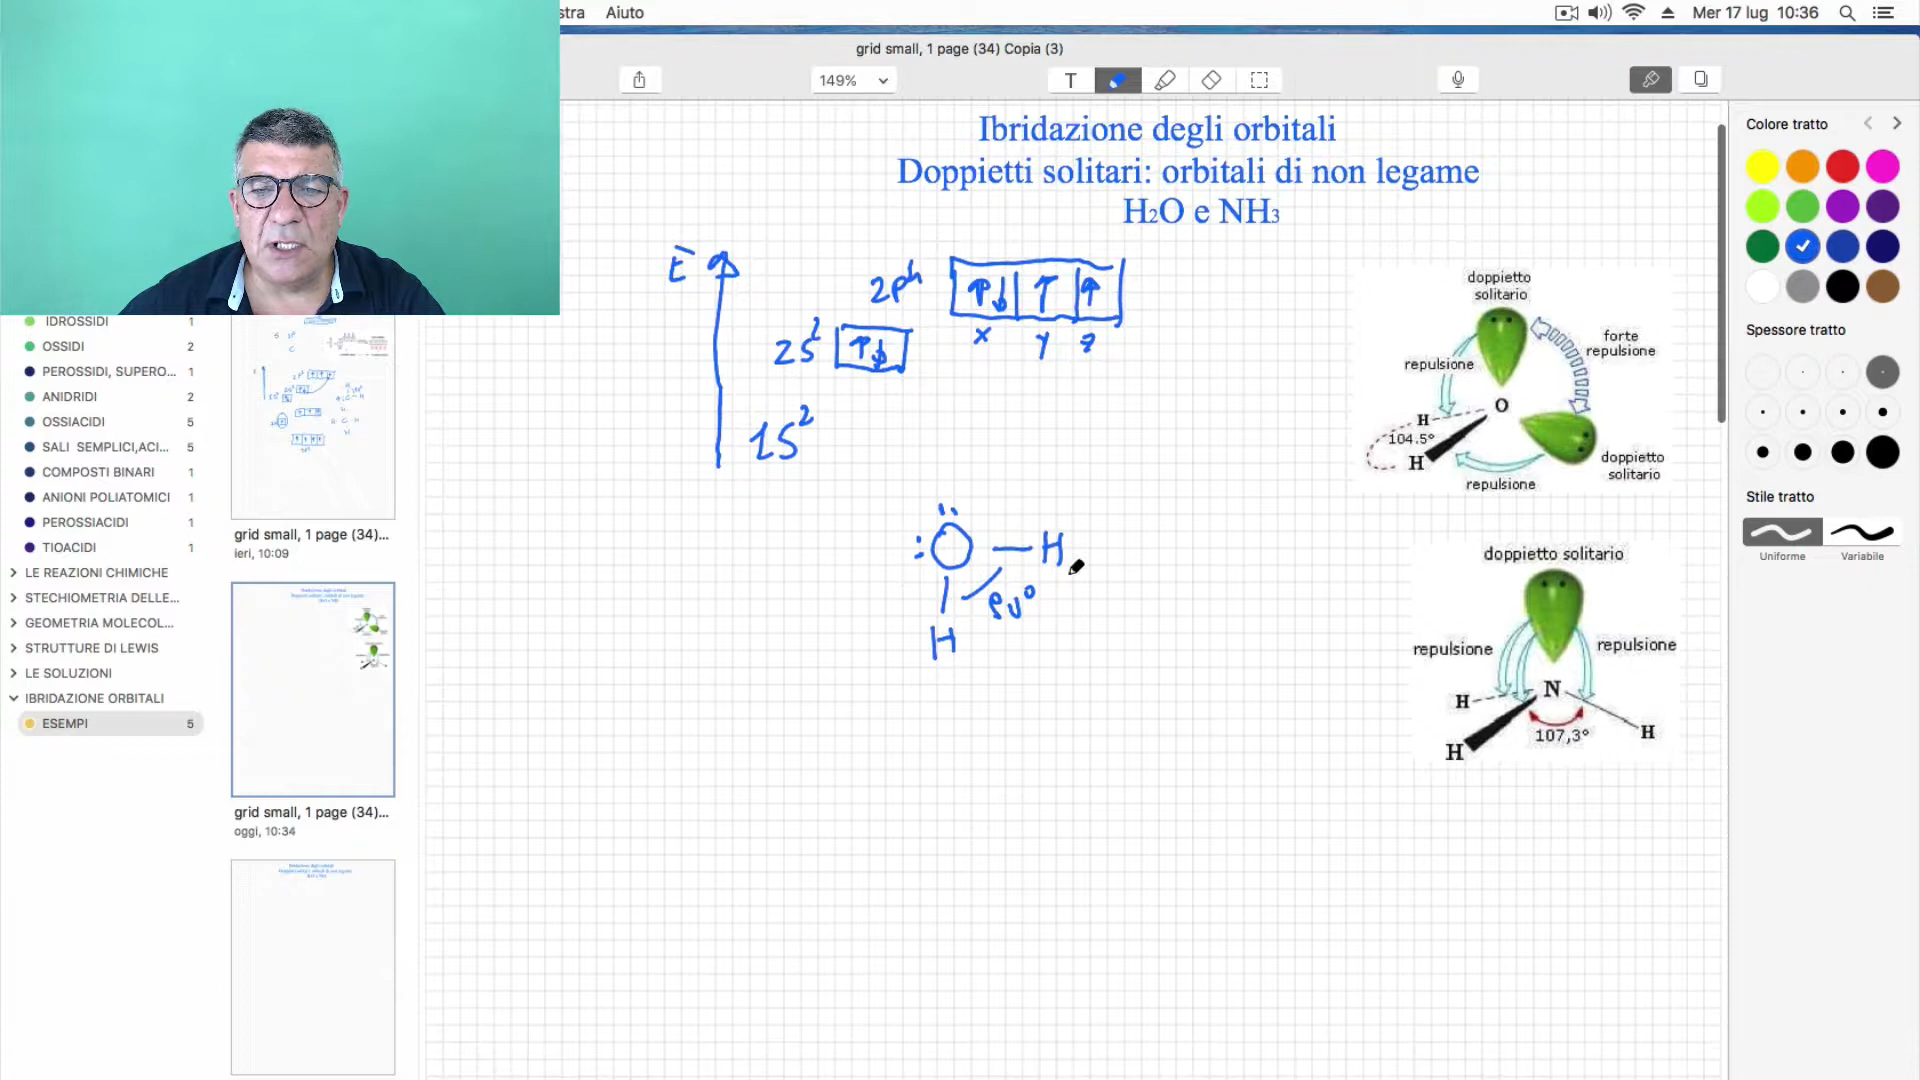 stra Aiuto
Mer 17 lug 10:36
grid small, 1 page (34) Copia (3)
149%
T
Ibridazione degli orbitali
Doppietti solitari: orbitali di non legame
H2O e NH3
E
2p4
x y z
2s2
1s2
O
H
90°
H
doppietto
solitario
forte
repulsione
repulsione
O
H
104.5°
H
doppietto
solitario
repulsione
doppietto solitario
repulsione
repulsione
N
H
107,3°
H
H
Colore tratto
Spessore tratto
Stile tratto
Uniforme
Variabile
IDROSSIDI 1
OSSIDI 2
PEROSSIDI, SUPERO... 1
ANIDRIDI 2
OSSIACIDI 5
SALI SEMPLICI,ACI... 5
COMPOSTI BINARI 1
ANIONI POLIATOMICI 1
PEROSSIACIDI 1
TIOACIDI 1
LE REAZIONI CHIMICHE
STECHIOMETRIA DELLE...
GEOMETRIA MOLECOL...
STRUTTURE DI LEWIS
LE SOLUZIONI
IBRIDAZIONE ORBITALI
ESEMPI 5
grid small, 1 page (34)...
ieri, 10:09
grid small, 1 page (34)...
oggi, 10:34